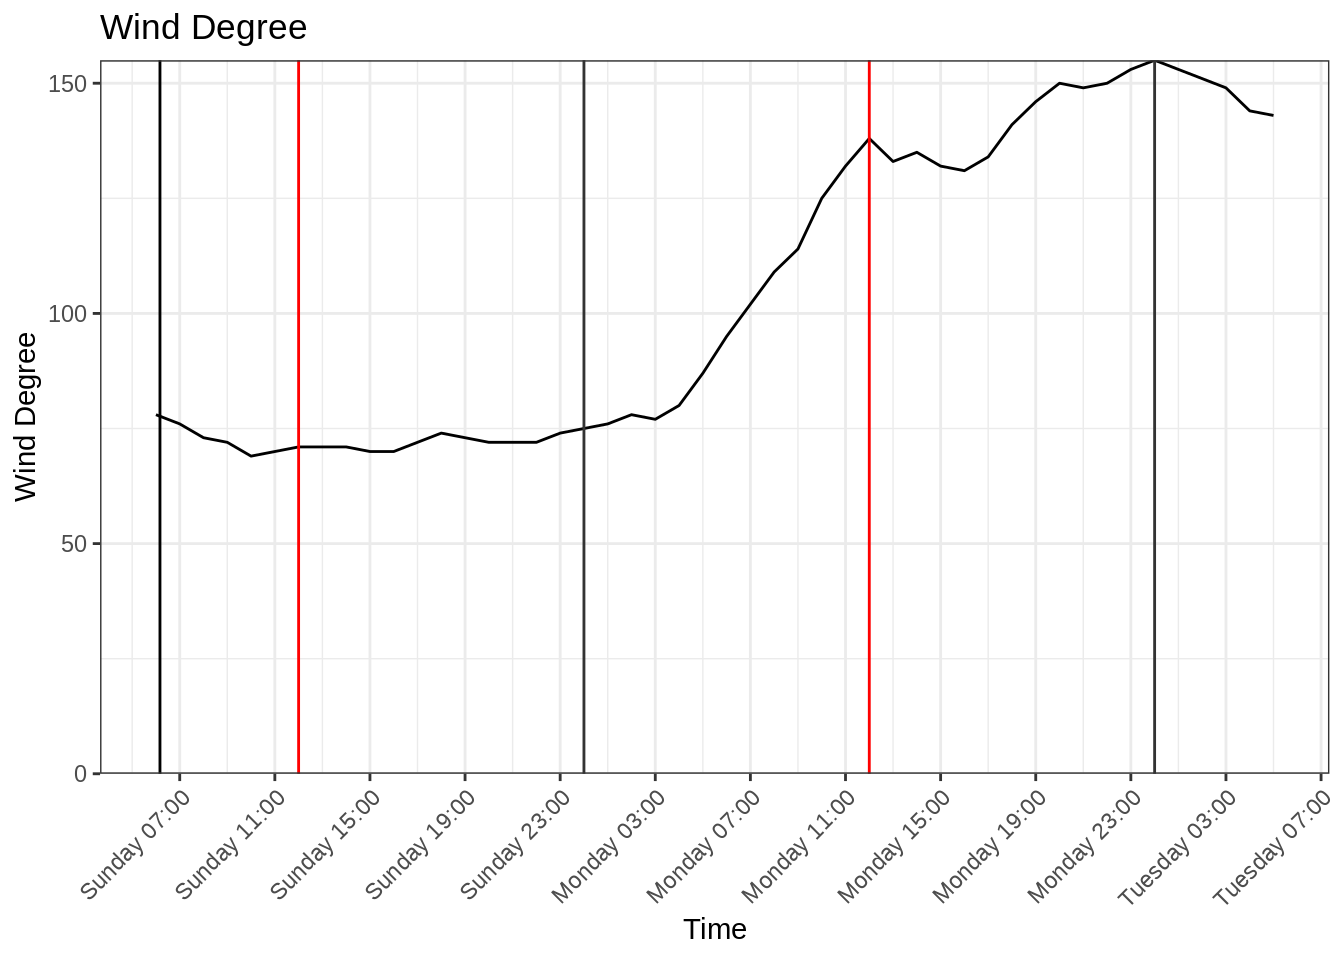 Wind Degree
Wind Degree
150
100
50
0
Sunday 07:00
Sunday 11:00
Sunday 15:00
Sunday 19:00
Sunday 23:00
Monday 03:00
Monday 07:00
Monday 11:00
Monday 15:00
Monday 19:00
Monday 23:00
Tuesday 03:00
Tuesday 07:00
Time